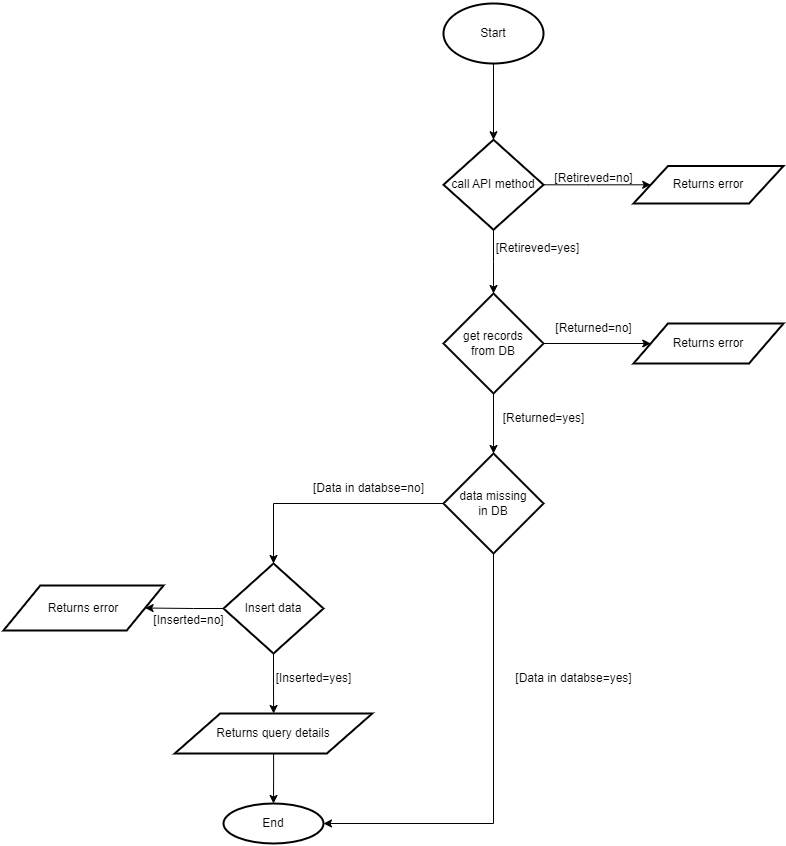 Start
call API method
[Retireved=no]
Returns error
[Retireved=yes]
get records
from DB
[Returned=no]
Returns error
[Returned=yes]
data missing
in DB
[Data in databse=no]
Insert data
Returns error
[Inserted=no]
[Inserted=yes]
[Data in databse=yes]
Returns query details
End